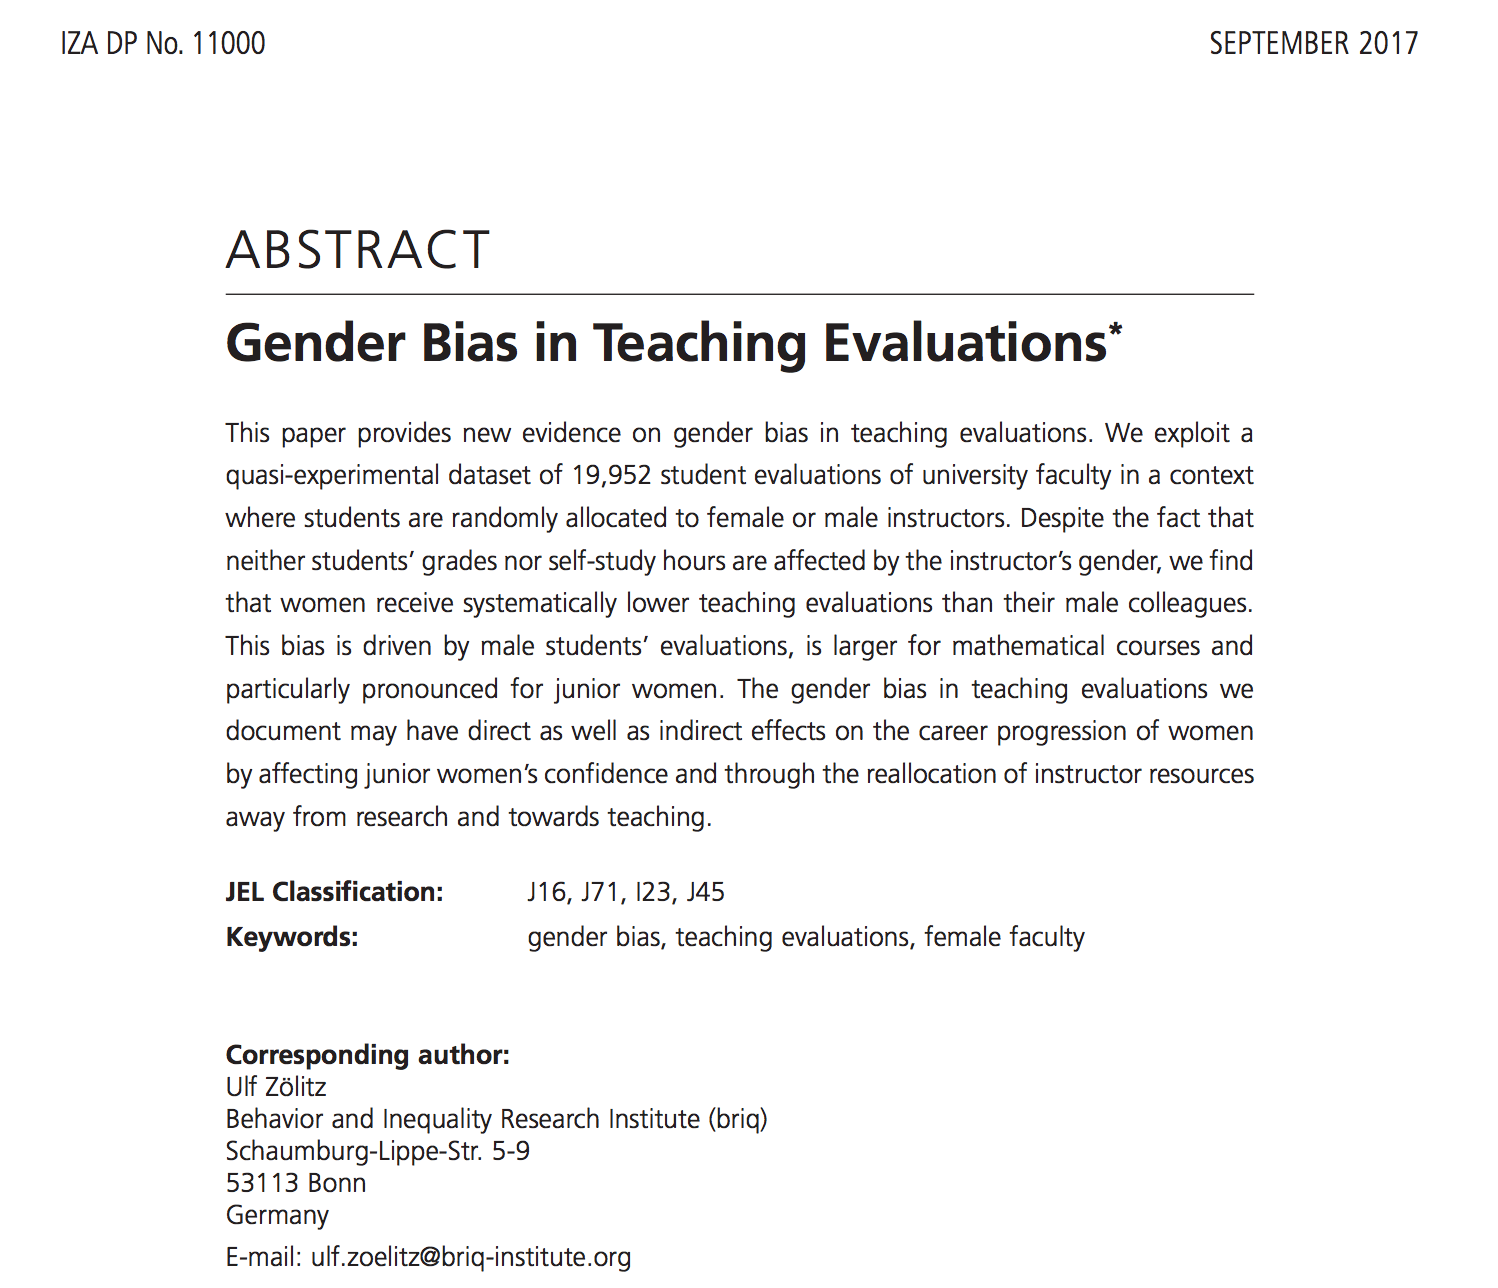 IZA DP No. 11000
SEPTEMBER 2017
ABSTRACT
Gender Bias in Teaching Evaluations*
This paper provides new evidence on gender bias in teaching evaluations. We exploit a
quasi-experimental dataset of 19,952 student evaluations of university faculty in a context
where students are randomly allocated to female or male instructors. Despite the fact that
neither students’ grades nor self-study hours are affected by the instructor’s gender, we find
that women receive systematically lower teaching evaluations than their male colleagues.
This bias is driven by male students’ evaluations, is larger for mathematical courses and
particularly pronounced for junior women. The gender bias in teaching evaluations we
document may have direct as well as indirect effects on the career progression of women
by affecting junior women’s confidence and through the reallocation of instructor resources
away from research and towards teaching.
JEL Classification: J16, J71, I23, J45
Keywords: gender bias, teaching evaluations, female faculty
Corresponding author:
Ulf Zölitz
Behavior and Inequality Research Institute (briq)
Schaumburg-Lippe-Str. 5-9
53113 Bonn
Germany
E-mail: ulf.zoelitz@briq-institute.org